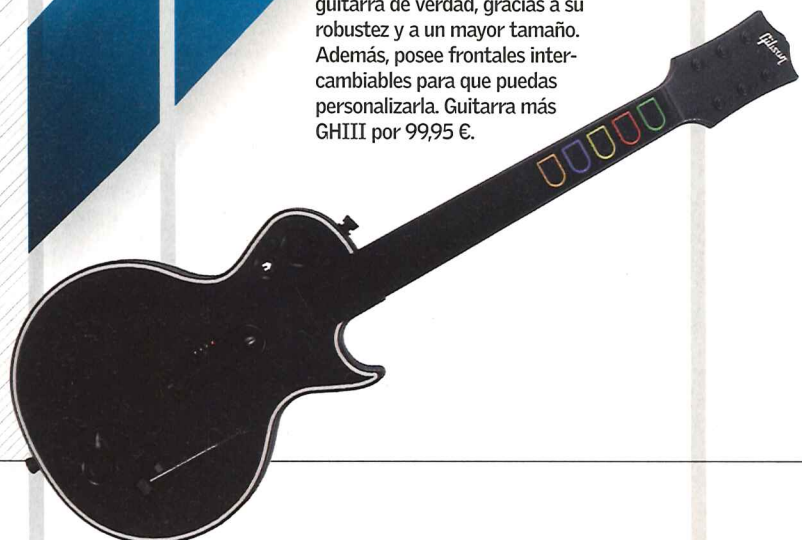 guitarra de verdad, gracias a su
robustez y a un mayor tamaño.
Además, posee frontales inter-
cambiables para que puedas
personalizarla. Guitarra más
GHIII por 99,95 €.
Gibson